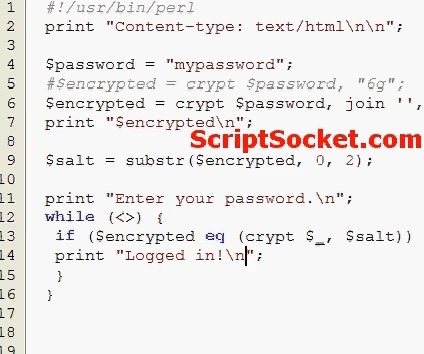 1 #!/usr/bin/perl
2 print "Content-type: text/html\n\n";
3
4 $password = "mypassword";
5 #$encrypted = crypt $password, "6g";
6 $encrypted = crypt $password, join '',
7 print "$encrypted\n";
ScriptSocket.com
8
9 $salt = substr($encrypted, 0, 2);
10
11 print "Enter your password.\n";
12 while (<>) {
13 if ($encrypted eq (crypt $_, $salt))
14 print "Logged in!\n";
15 }
16 }
17
18
19